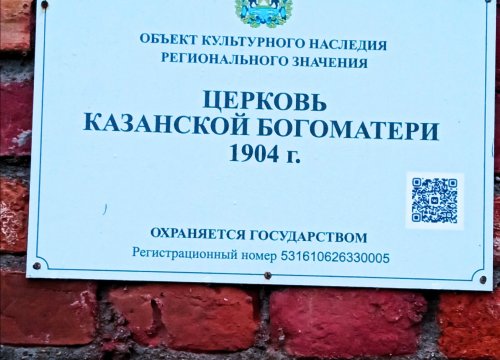 ОБЪЕКТ КУЛЬТУРНОГО НАСЛЕДИЯ
РЕГИОНАЛЬНОГО ЗНАЧЕНИЯ
ЦЕРКОВЬ
КАЗАНСКОЙ БОГОМАТЕРИ
1904 г.
ОХРАНЯЕТСЯ ГОСУДАРСТВОМ
Регистрационный номер 531610626330005